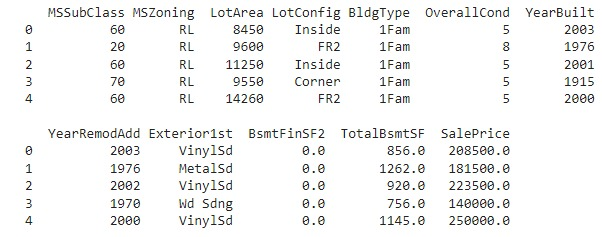 MSSubClass MSZoning LotArea LotConfig BldgType OverallCond YearBuilt
0 60 RL 8450 Inside 1Fam 5 2003
1 20 RL 9600 FR2 1Fam 8 1976
2 60 RL 11250 Inside 1Fam 5 2001
3 70 RL 9550 Corner 1Fam 5 1915
4 60 RL 14260 FR2 1Fam 5 2000
YearRemodAdd Exterior1st BsmtFinSF2 TotalBsmtSF SalePrice
0 2003 VinylSd 0.0 856.0 208500.0
1 1976 MetalSd 0.0 1262.0 181500.0
2 2002 VinylSd 0.0 920.0 223500.0
3 1970 Wd Sdng 0.0 756.0 140000.0
4 2000 VinylSd 0.0 1145.0 250000.0